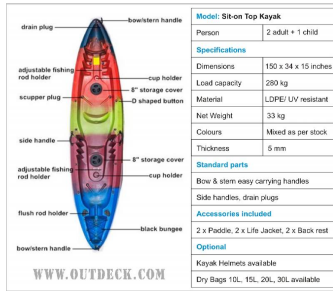 bow/stern handle
drain plug
adjustable fishing
rod holder
cup holder
8" storage cover
scupper plug
D shaped button
side handle
8" storage cover
adjustable fishing
rod holder
cup holder
flush rod holder
black bungee
bow/stern handle
WWW.OUTDECK.COM
Model: Sit-on Top Kayak
Person 2 adult + 1 child
Specifications
Dimensions 150 x 34 x 15 inches
Load capacity 280 kg
Material LDPE/ UV resistant
Net Weight 33 kg
Colours Mixed as per stock
Thickness 5 mm
Standard parts
Bow & stern easy carrying handles
Side handles, drain plugs
Accessories included
2 x Paddle, 2 x Life Jacket, 2 x Back rest
Optional
Kayak Helmets available
Dry Bags 10L, 15L, 20L, 30L available